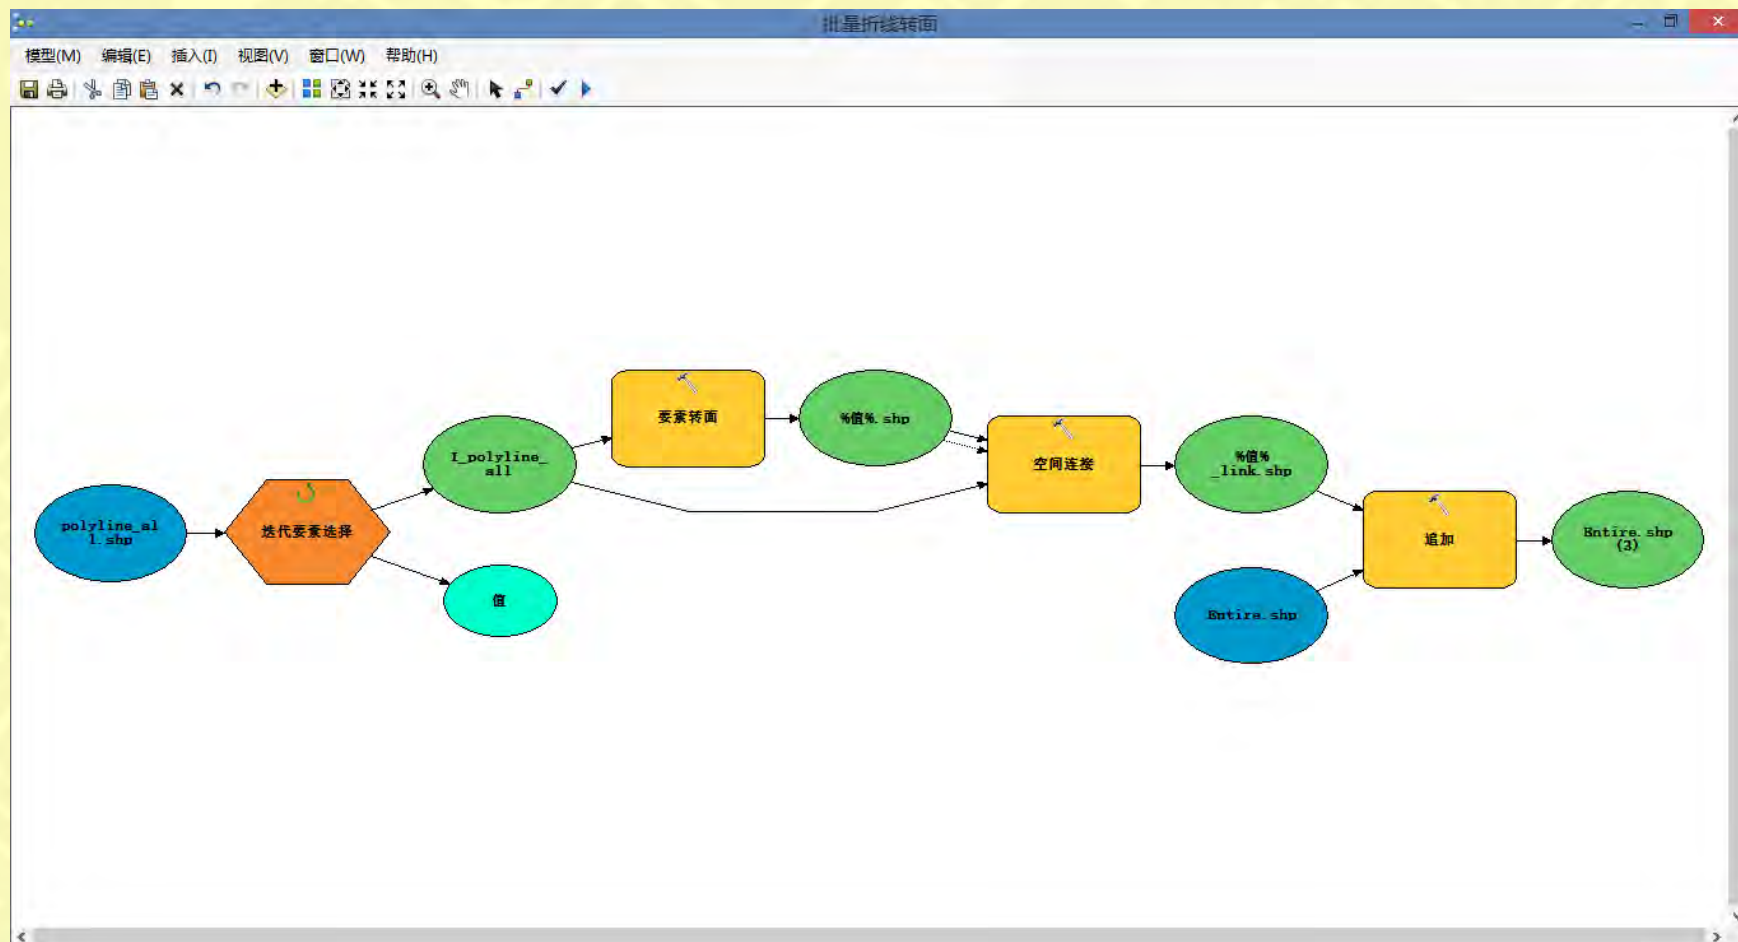 批量折线转面
模型(M) 编辑(E) 插入(I) 视图(V) 窗口(W) 帮助(H)
要素转面
%值%.shp
I_polyline_
all
空间连接
%值%
_link.shp
polyline_al
l.shp
迭代要素选择
追加
Entire.shp
(3)
值
Entire.shp